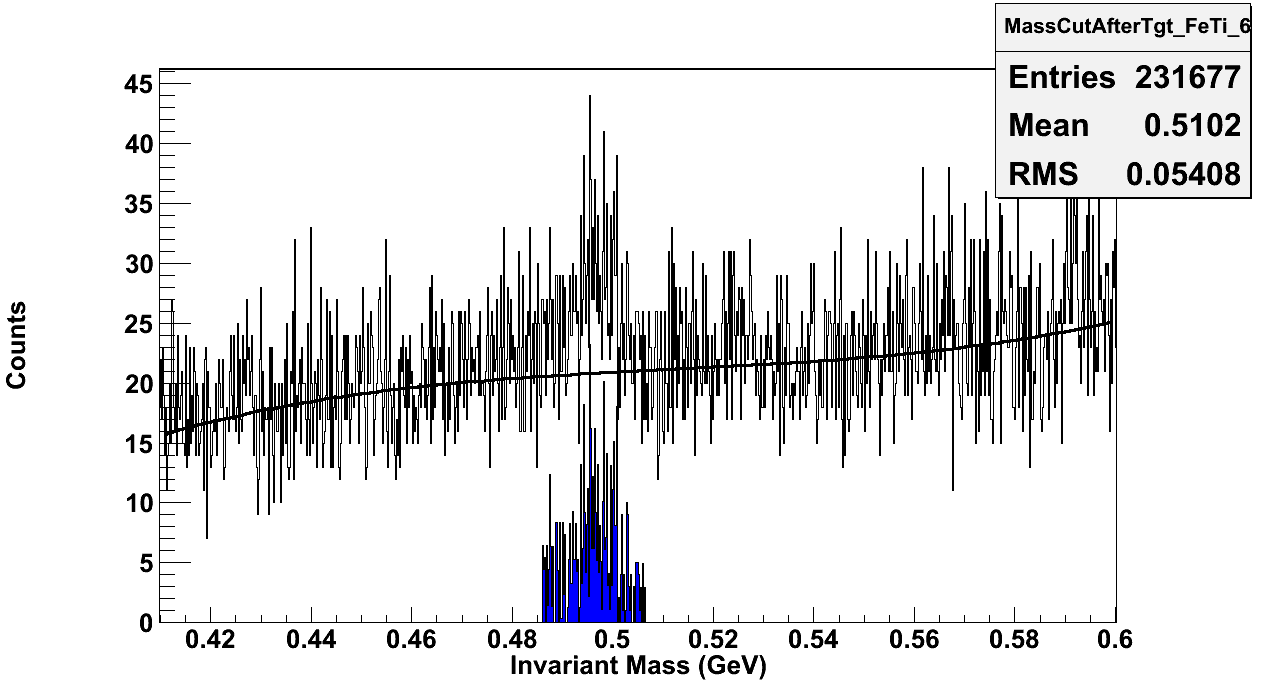 MassCutAfterTgt_FeTi_6
Entries 231677
Mean 0.5102
RMS 0.05408
45
40
35
30
25
20
15
10
5
0
Counts
0.42 0.44 0.46 0.48 0.5 0.52 0.54 0.56 0.58 0.6
Invariant Mass (GeV)